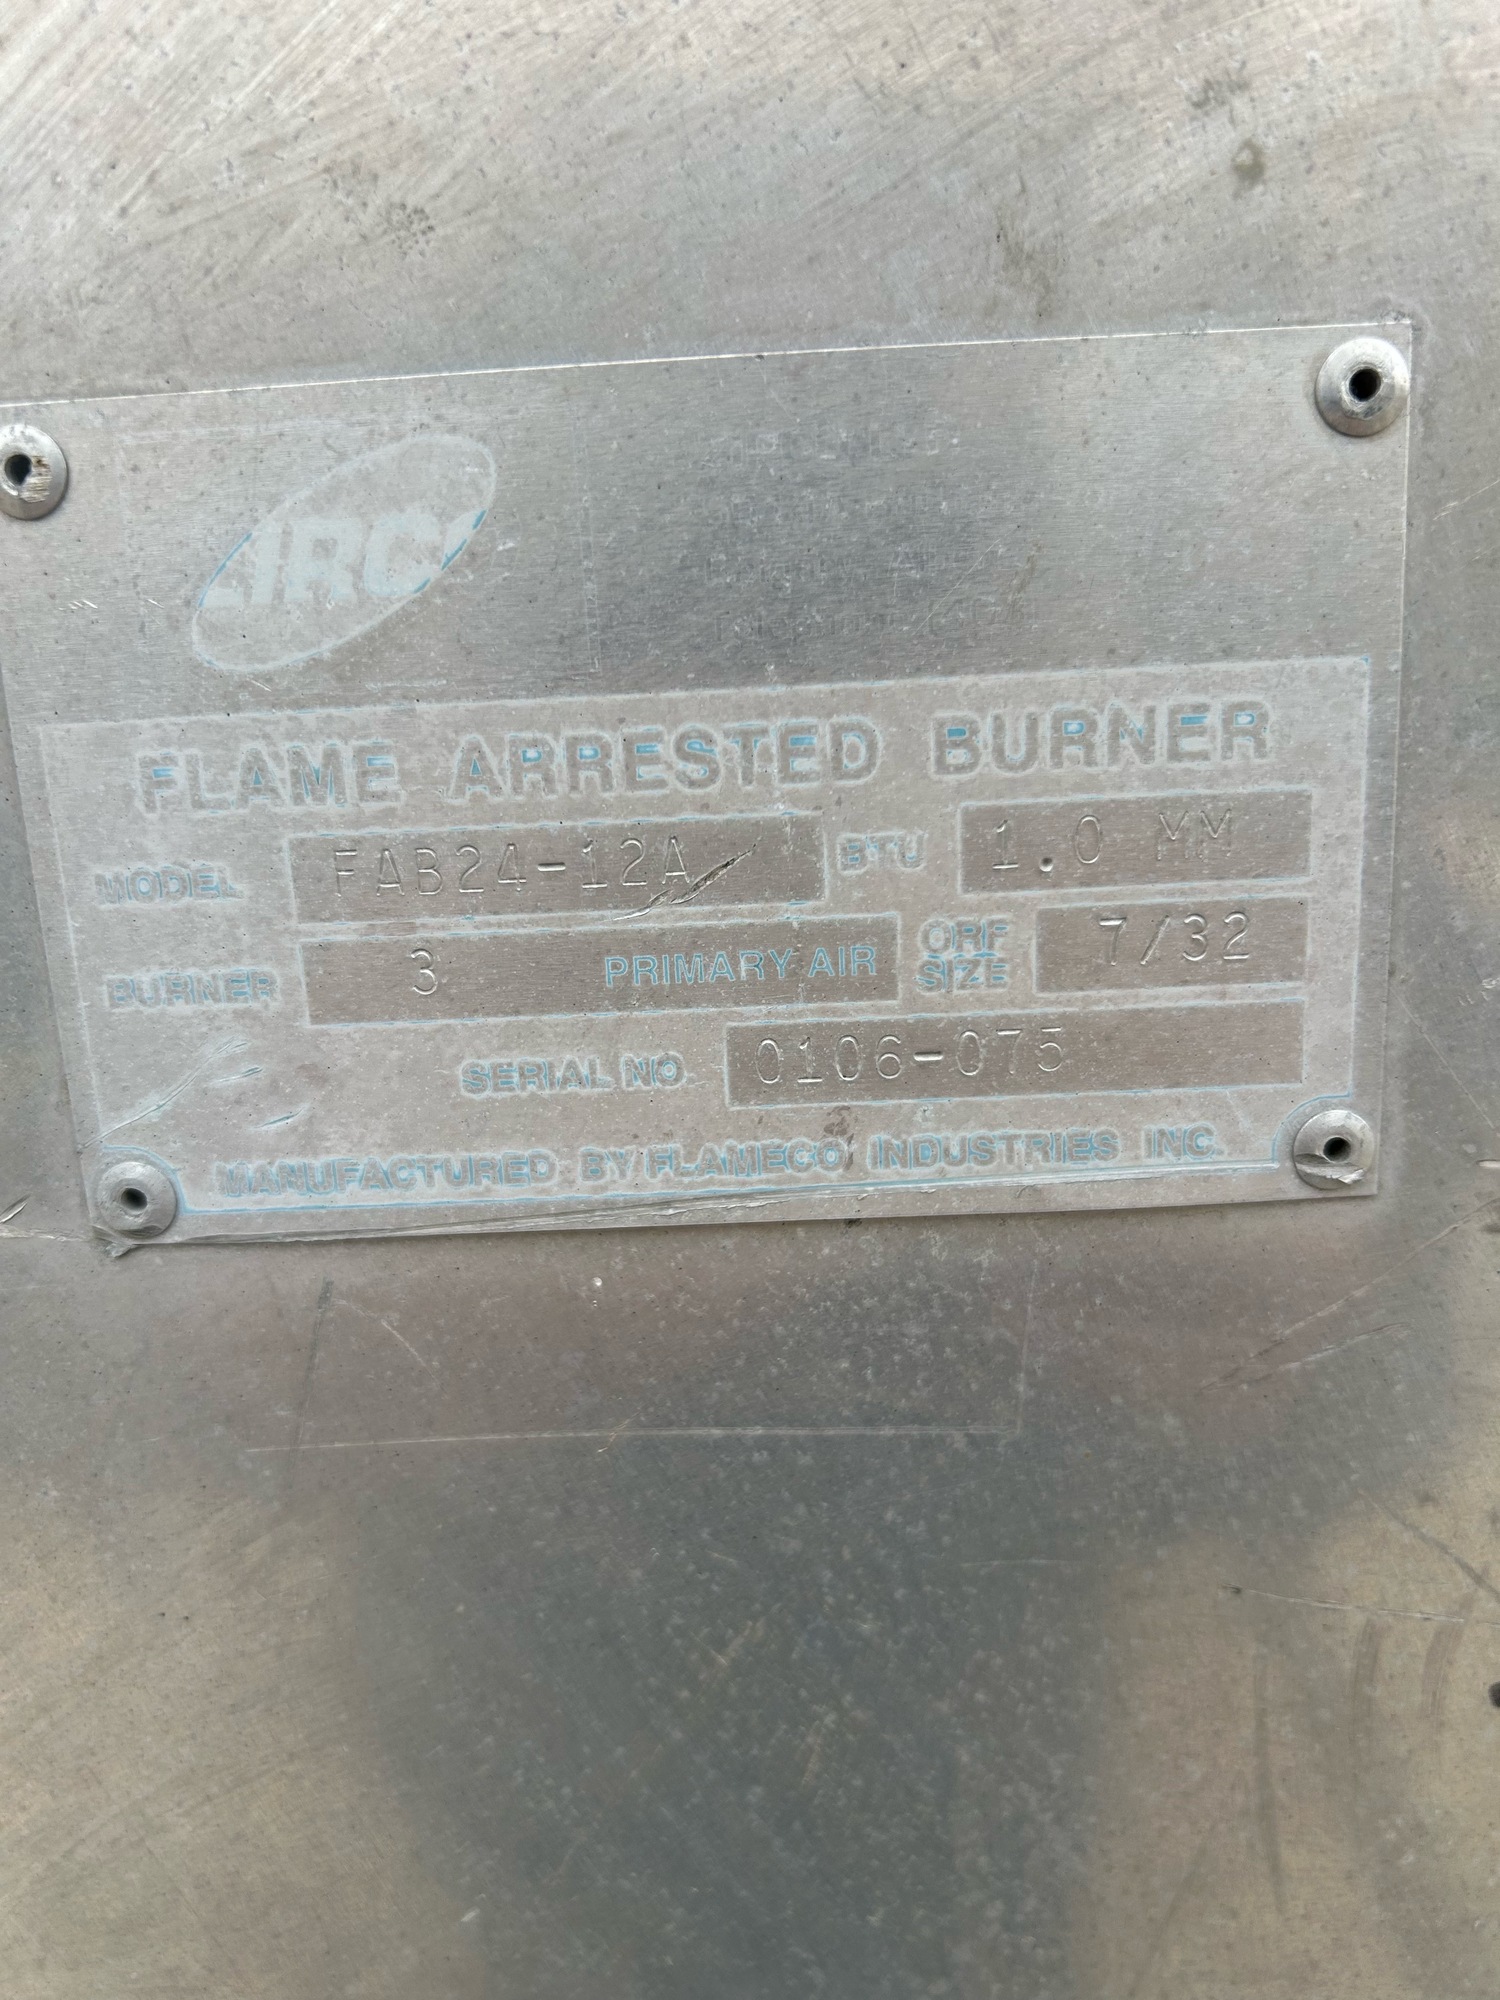 IRC
FLAME ARRESTED BURNER
MODEL FAB24-12A BTU 1.0 MM
BURNER 3 PRIMARY AIR ORF SIZE 7/32
SERIAL NO 0106-075
MANUFACTURED BY FLAMECO INDUSTRIES INC.